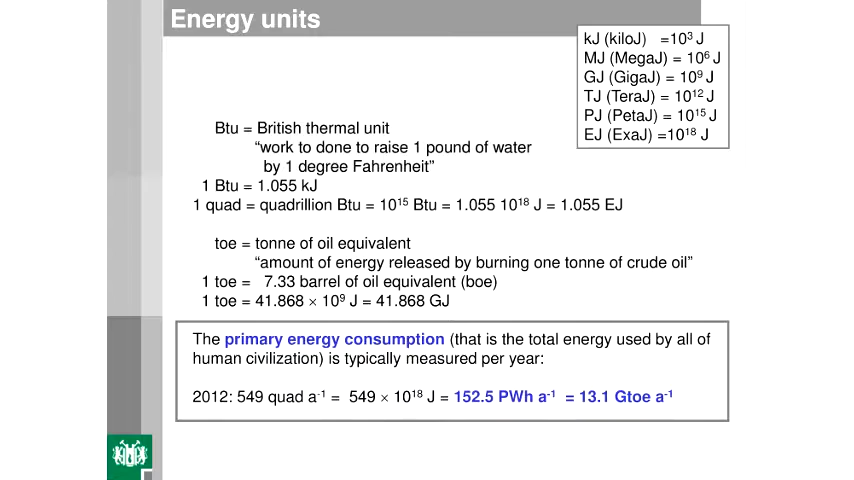 Energy units
kJ (kiloJ) =10³ J
MJ (MegaJ) = 10⁶ J
GJ (GigaJ) = 10⁹ J
TJ (TeraJ) = 10¹² J
PJ (PetaJ) = 10¹⁵ J
EJ (ExaJ) =10¹⁸ J
Btu = British thermal unit
“work to done to raise 1 pound of water
by 1 degree Fahrenheit”
1 Btu = 1.055 kJ
1 quad = quadrillion Btu = 10¹⁵ Btu = 1.055 10¹⁸ J = 1.055 EJ
toe = tonne of oil equivalent
“amount of energy released by burning one tonne of crude oil”
1 toe = 7.33 barrel of oil equivalent (boe)
1 toe = 41.868 × 10⁹ J = 41.868 GJ
The primary energy consumption (that is the total energy used by all of
human civilization) is typically measured per year:
2012: 549 quad a⁻¹ = 549 × 10¹⁸ J = 152.5 PWh a⁻¹ = 13.1 Gtoe a⁻¹